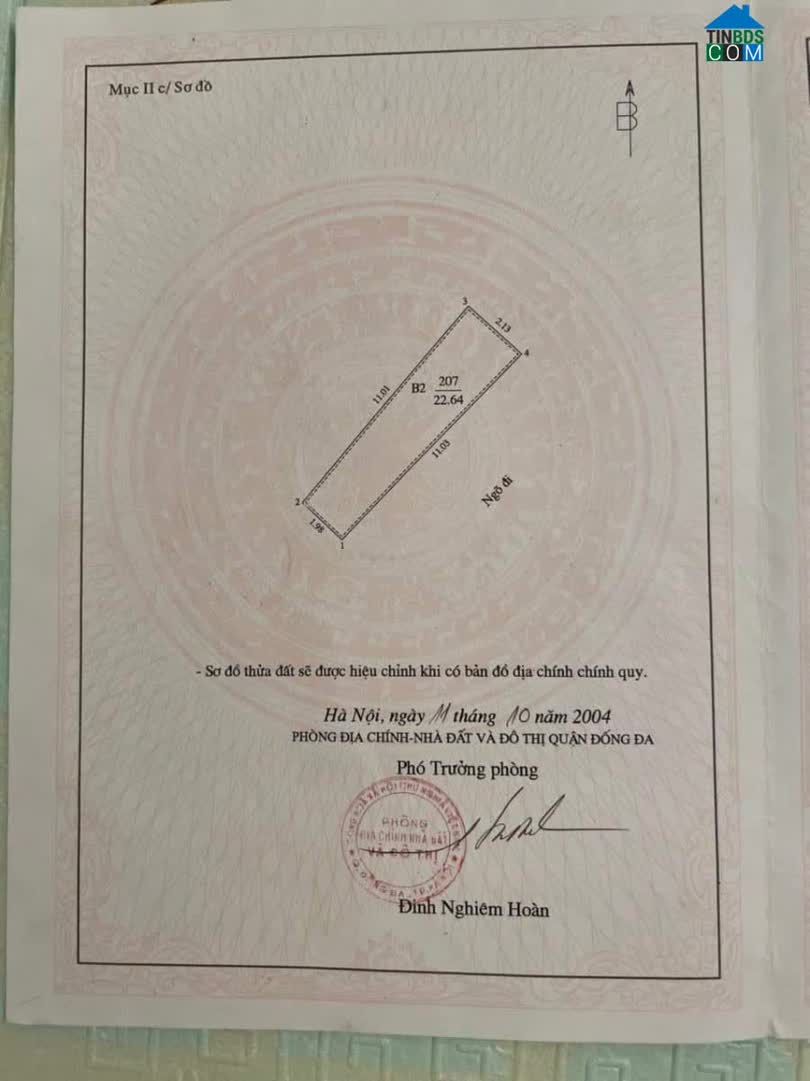 TINBDS
COM
Mục II c/ Sơ đồ
B
3
2.13
4
11.01
B2 207
22.64
11.03
Ngõ đi
2
1.98
1
- Sơ đồ thửa đất sẽ được hiệu chỉnh khi có bản đồ địa chính chính quy.
Hà Nội, ngày 11 tháng 10 năm 2004
PHÒNG ĐỊA CHÍNH-NHÀ ĐẤT VÀ ĐÔ THỊ QUẬN ĐỐNG ĐA
Phó Trưởng phòng
PHÒNG
ĐỊA CHÍNH NHÀ ĐẤT
VÀ ĐÔ THỊ
Đinh Nghiêm Hoàn